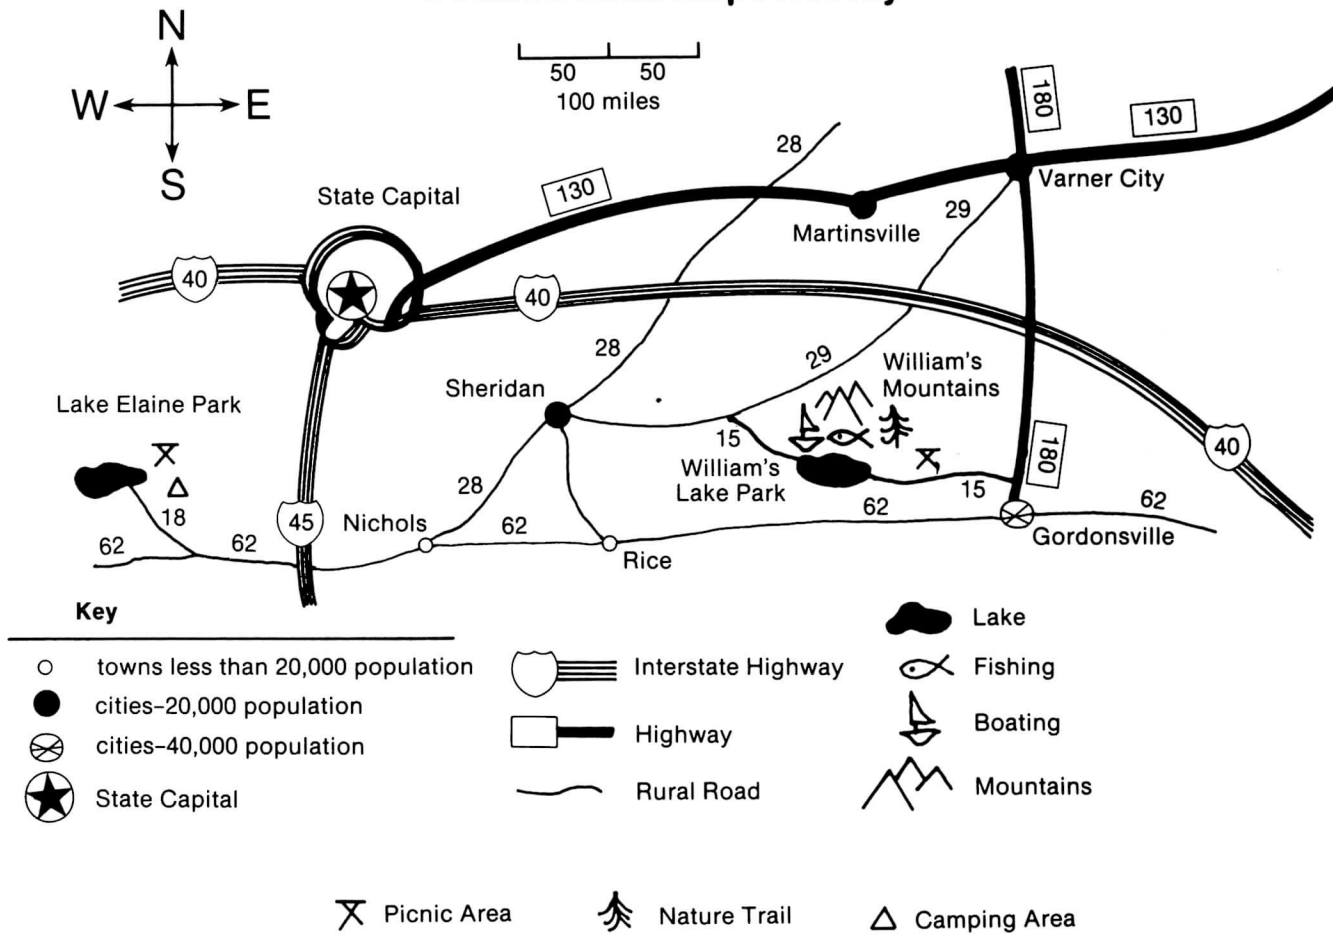 N
W E
S
50 50
100 miles
180
130
28
130
State Capital
Varner City
29
Martinsville
40
40
28
29
William's
Mountains
Sheridan
Lake Elaine Park
15
William's
Lake Park
40
180
28
15
62
62
18
45
Nichols
62
62
62
Gordonsville
Rice
Key
towns less than 20,000 population
cities–20,000 population
cities–40,000 population
State Capital
Interstate Highway
Highway
Rural Road
Lake
Fishing
Boating
Mountains
Picnic Area
Nature Trail
Camping Area